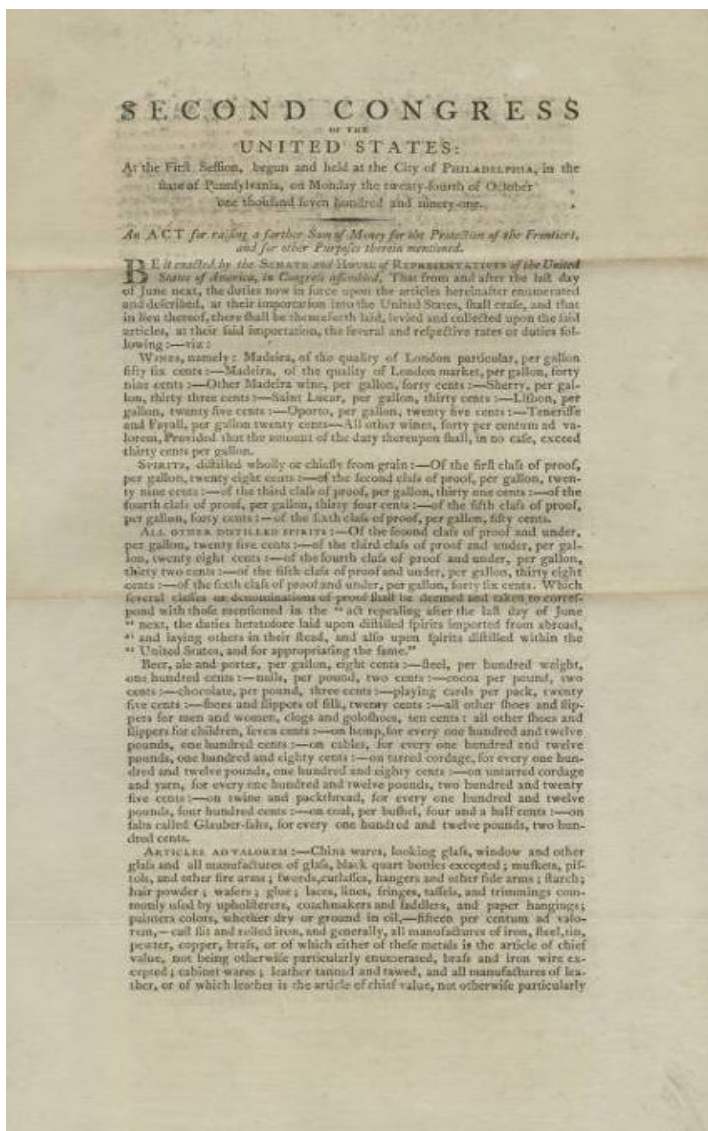 SECOND CONGRESS
OF THE
UNITED STATES:
At the First Seſſion, begun and held at the City of PHILADELPHIA, in the
ſtate of Pennſylvania, on Monday the twenty-fourth of October
one thouſand ſeven hundred and ninety-one.
An ACT for raiſing a farther Sum of Money for the Protection of the Frontiers,
and for other Purpoſes therein mentioned.
BE it enacted by the SENATE and HOUSE of REPRESENTATIVES of the United
States of America, in Congreſs aſſembled, That from and after the laſt day
of June next, the duties now in force upon the articles hereinafter enumerated
and deſcribed, at their importation into the United States, ſhall ceaſe, and that
in lieu thereof, there ſhall be thenceforth laid, levied and collected upon the ſaid
articles, at their ſaid importation, the ſeveral and reſpective rates or duties fol-
lowing:—viz:
WINES, namely: Madeira, of the quality of London particular, per gallon
fifty ſix cents:—Madeira, of the quality of London market, per gallon, forty
nine cents:—Other Madeira wine, per gallon, forty cents:—Sherry, per gal-
lon, thirty three cents:—Saint Lucar, per gallon, thirty cents:—Liſbon, per
gallon, twenty five cents:—Oporto, per gallon, twenty five cents:—Teneriffe
and Fayall, per gallon twenty cents—All other wines, forty per centum ad va-
lorem, Provided that the amount of the duty thereupon ſhall, in no caſe, exceed
thirty cents per gallon.
SPIRITS, diſtilled wholly or chiefly from grain:—Of the firſt claſs of proof,
per gallon, twenty eight cents:—of the ſecond claſs of proof, per gallon, twen-
ty nine cents:—of the third claſs of proof, per gallon, thirty one cents:—of the
fourth claſs of proof, per gallon, thirty four cents:—of the fifth claſs of proof,
per gallon, forty cents:—of the ſixth claſs of proof, per gallon, fifty cents.
ALL OTHER DISTILLED SPIRITS:—Of the ſecond claſs of proof and under,
per gallon, twenty five cents:—of the third claſs of proof and under, per gal-
lon, twenty eight cents:—of the fourth claſs of proof and under, per gallon,
thirty two cents:—of the fifth claſs of proof and under, per gallon, thirty eight
cents:—of the ſixth claſs of proof and under, per gallon, forty ſix cents. Which
ſeveral claſſes or denominations of proof ſhall be deemed and taken to correſ-
pond with thoſe mentioned in the "act repealing after the laſt day of June
" next, the duties heretofore laid upon diſtilled ſpirits imported from abroad,
" and laying others in their ſtead, and alſo upon ſpirits diſtilled within the
" United States, and for appropriating the ſame."
Beer, ale and porter, per gallon, eight cents:—ſteel, per hundred weight,
one hundred cents:—nails, per pound, two cents:—cocoa per pound, two
cents:—chocolate, per pound, three cents:—playing cards per pack, twenty
five cents:—ſhoes and ſlippers of ſilk, twenty cents:—all other ſhoes and ſlip-
pers for men and women, clogs and goloſhoes, ten cents: all other ſhoes and
ſlippers for children, ſeven cents:—on hemp, for every one hundred and twelve
pounds, one hundred cents:—on cables, for every one hundred and twelve
pounds, one hundred and eighty cents:—on tarred cordage, for every one hun-
dred and twelve pounds, one hundred and eighty cents:—on untarred cordage
and yarn, for every one hundred and twelve pounds, two hundred and twenty
five cents:—on twine and packthread, for every one hundred and twelve
pounds, four hundred cents:—on coal, per buſhel, four and a half cents:—on
ſalts called Glauber-ſalts, for every one hundred and twelve pounds, two hun-
dred cents.
ARTICLES AD VALOREM:—China wares, looking glaſs, window and other
glaſs and all manufactures of glaſs, black quart bottles excepted; muſkets, piſ-
tols, and other fire arms; ſwords, cutlaſſes, hangers and other ſide arms; ſtarch;
hair powder; wafers; glue; laces, lines, fringes, taſſels, and trimmings com-
monly uſed by upholſterers, coachmakers and ſaddlers, and paper hangings;
painters colors, whether dry or ground in oil,—fifteen per centum ad valo-
rem,—caſt ſlit and rolled iron, and generally, all manufactures of iron, ſteel, tin,
pewter, copper, braſs, or of which either of theſe metals is the article of chief
value, not being otherwiſe particularly enumerated, braſs and iron wire ex-
cepted; cabinet wares; leather tanned and tawed, and all manufactures of lea-
ther, or of which leather is the article of chief value, not otherwiſe particularly